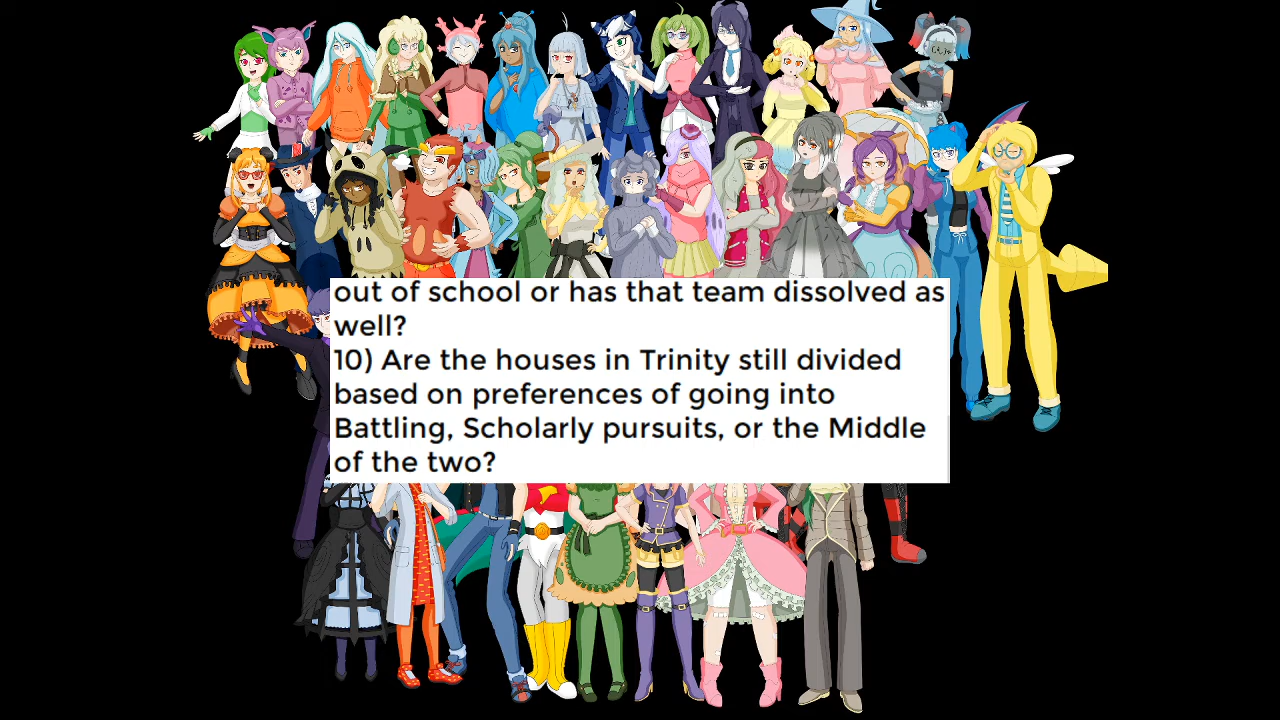 out of school or has that team dissolved as
well?
10) Are the houses in Trinity still divided
based on preferences of going into
Battling, Scholarly pursuits, or the Middle
of the two?